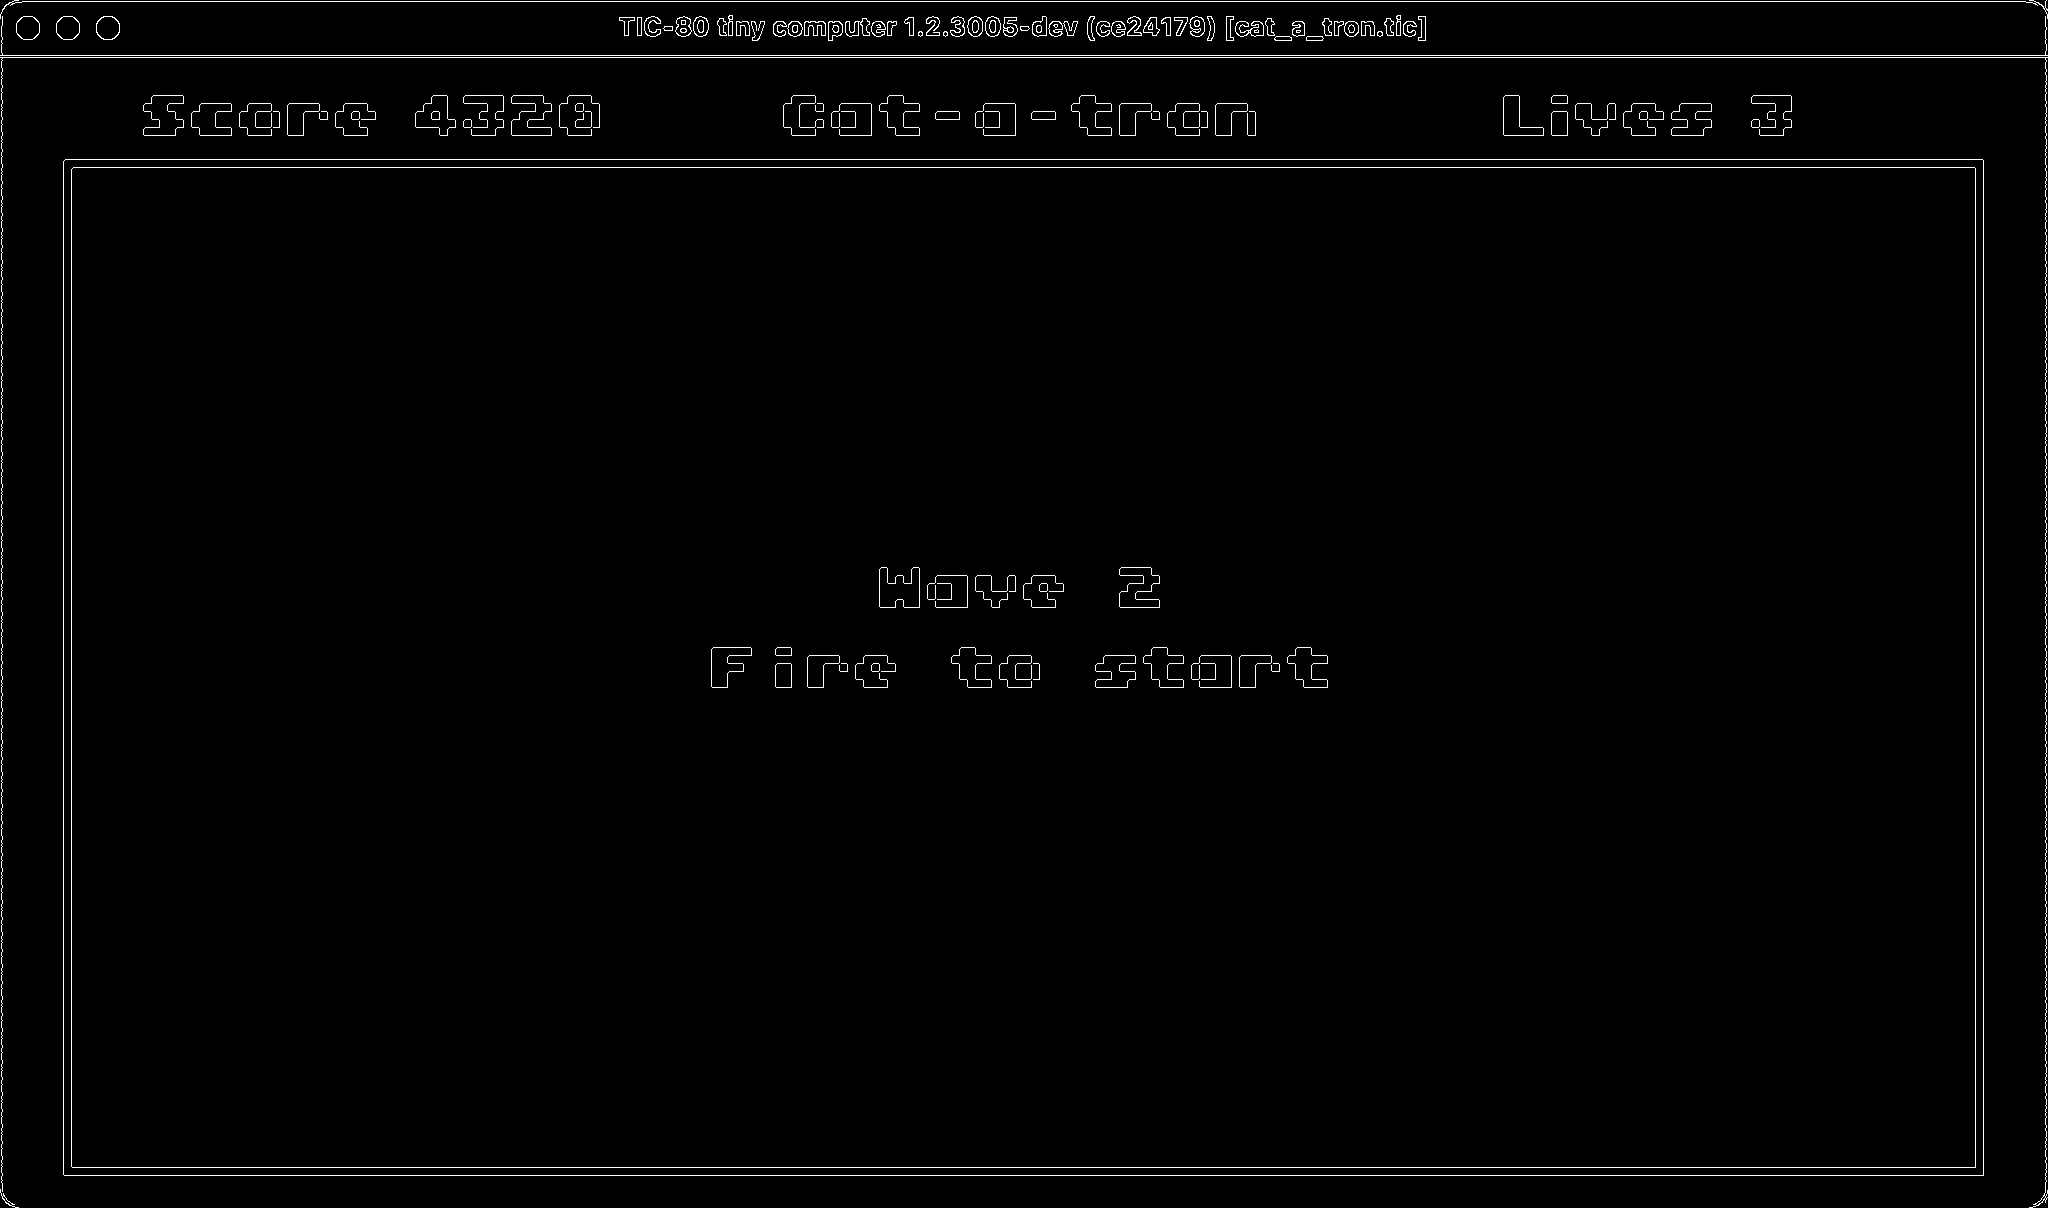 TIC-80 tiny computer 1.2.3005-dev (ce24179) [cat_a_tron.tic]
Score 4320 Cat-a-tron Lives 3
Wave 2
Fire to start